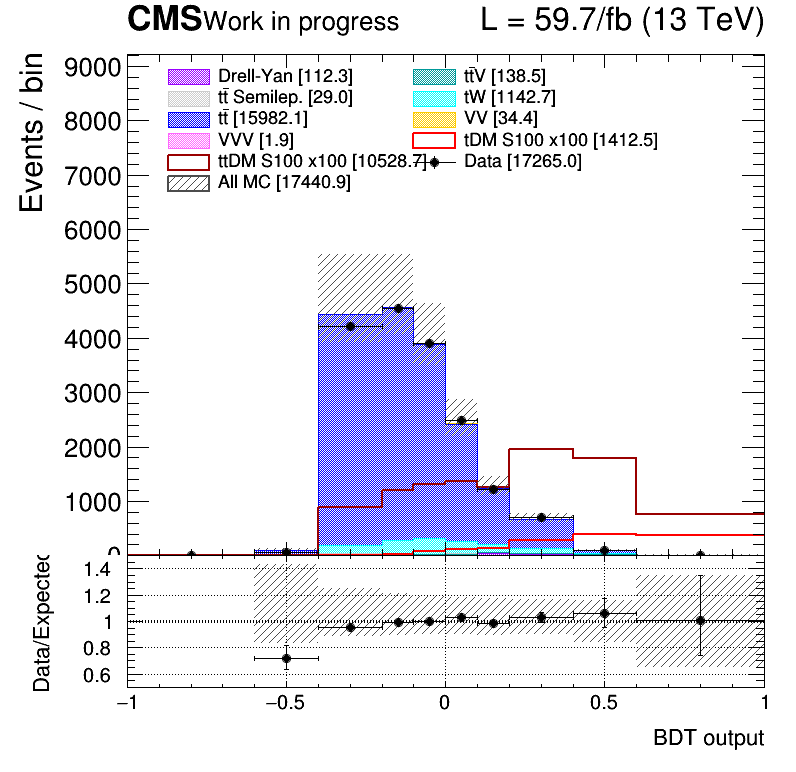 CMS Work in progress L = 59.7/fb (13 TeV)
Events / bin
9000
8000
7000
6000
5000
4000
3000
2000
1000
0
Drell-Yan [112.3] tt̄V [138.5]
tt̄ Semilep. [29.0] tW [1142.7]
tt̄ [15982.1] VV [34.4]
VVV [1.9] tDM S100 x100 [1412.5]
ttDM S100 x100 [10528.7] Data [17265.0]
All MC [17440.9]
Data/Expected
1.4
1.2
1
0.8
0.6
−1 −0.5 0 0.5 1
BDT output